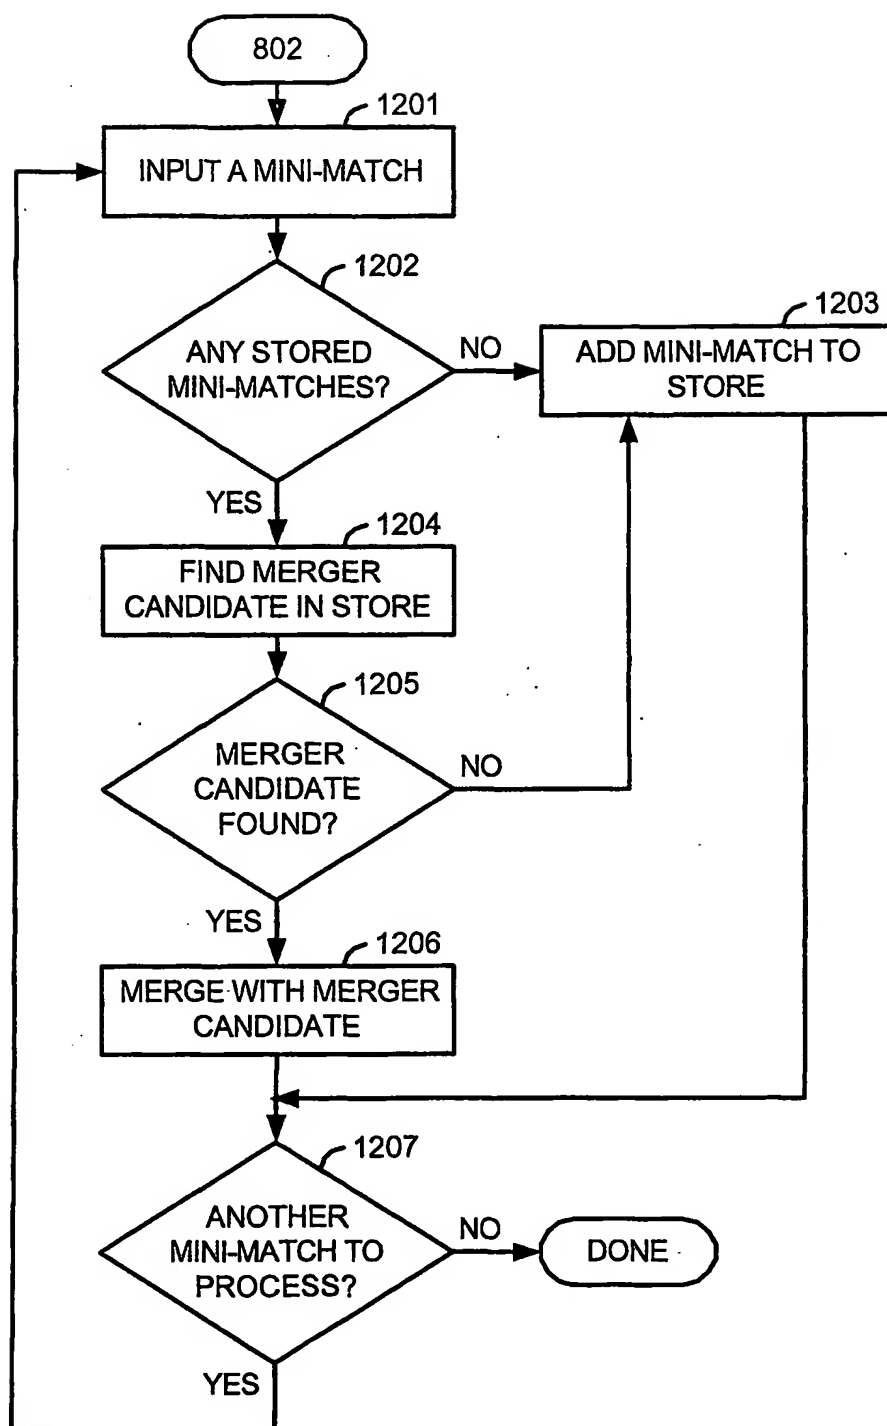 802
1201
INPUT A MINI-MATCH
1202
ANY STORED
MINI-MATCHES?
NO
1203
ADD MINI-MATCH TO
STORE
YES
1204
FIND MERGER
CANDIDATE IN STORE
1205
MERGER
CANDIDATE
FOUND?
NO
YES
1206
MERGE WITH MERGER
CANDIDATE
1207
ANOTHER
MINI-MATCH TO
PROCESS?
NO
DONE
YES